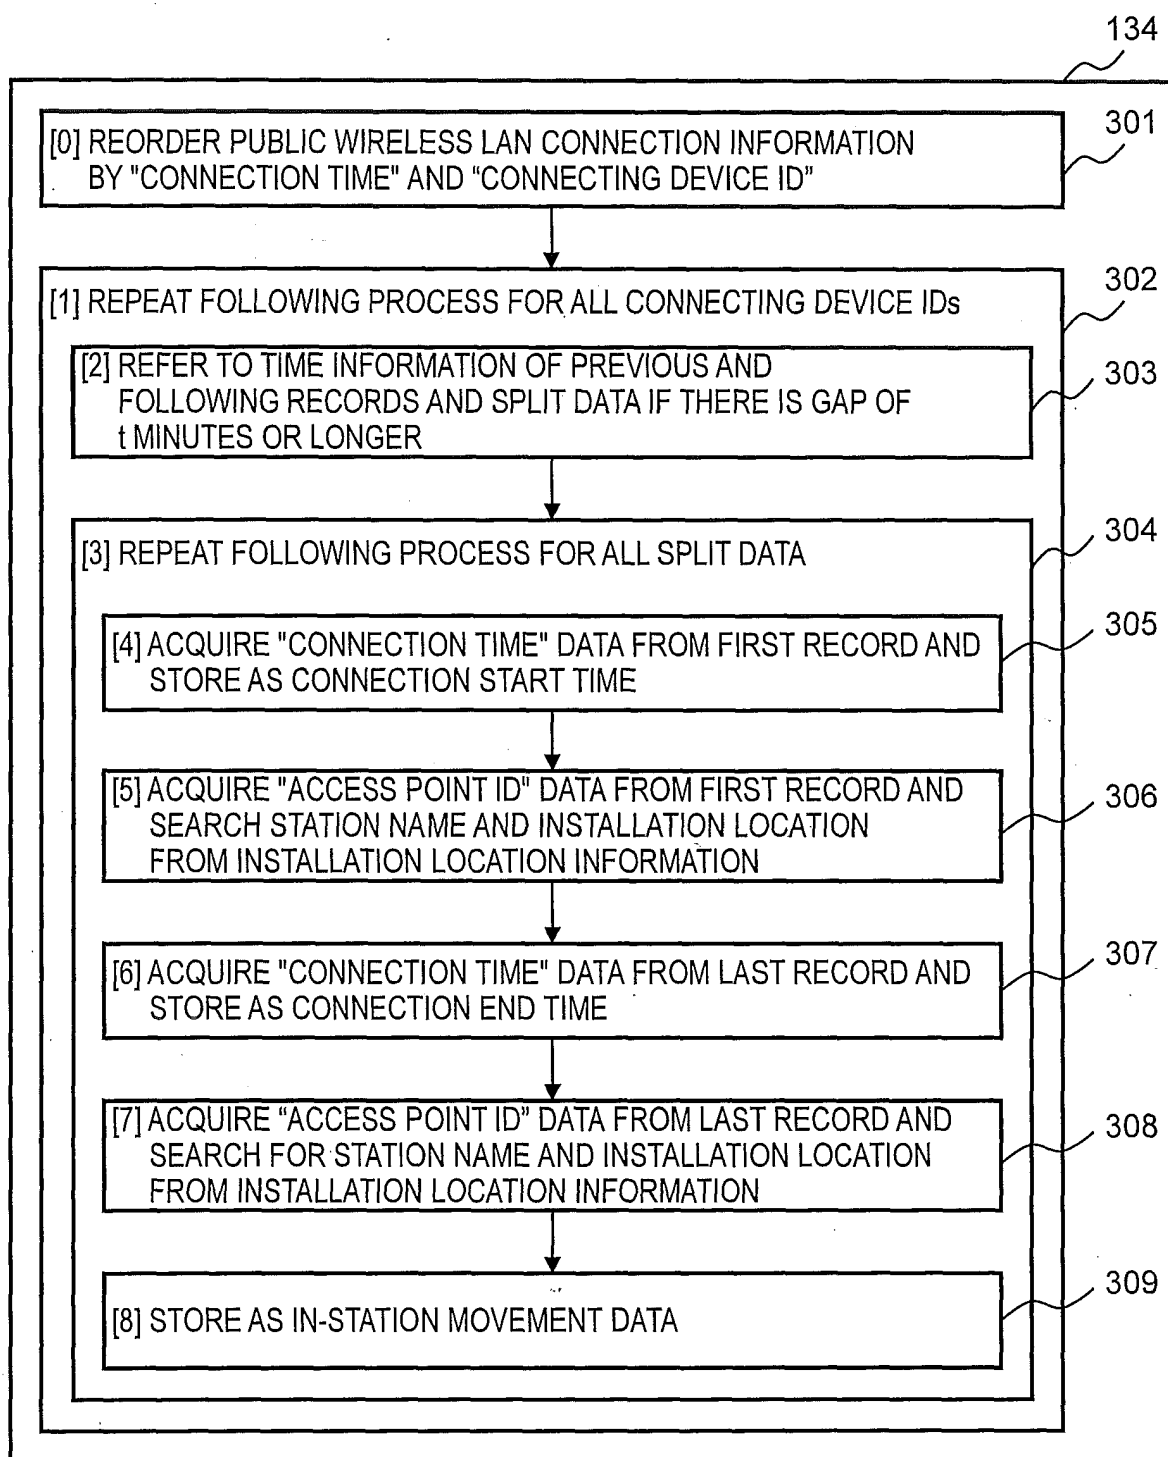 134
[0] REORDER PUBLIC WIRELESS LAN CONNECTION INFORMATION
BY "CONNECTION TIME" AND "CONNECTING DEVICE ID"
301
[1] REPEAT FOLLOWING PROCESS FOR ALL CONNECTING DEVICE IDs
302
[2] REFER TO TIME INFORMATION OF PREVIOUS AND
FOLLOWING RECORDS AND SPLIT DATA IF THERE IS GAP OF
t MINUTES OR LONGER
303
[3] REPEAT FOLLOWING PROCESS FOR ALL SPLIT DATA
304
[4] ACQUIRE "CONNECTION TIME" DATA FROM FIRST RECORD AND
STORE AS CONNECTION START TIME
305
[5] ACQUIRE "ACCESS POINT ID" DATA FROM FIRST RECORD AND
SEARCH STATION NAME AND INSTALLATION LOCATION
FROM INSTALLATION LOCATION INFORMATION
306
[6] ACQUIRE "CONNECTION TIME" DATA FROM LAST RECORD AND
STORE AS CONNECTION END TIME
307
[7] ACQUIRE "ACCESS POINT ID" DATA FROM LAST RECORD AND
SEARCH FOR STATION NAME AND INSTALLATION LOCATION
FROM INSTALLATION LOCATION INFORMATION
308
[8] STORE AS IN-STATION MOVEMENT DATA
309